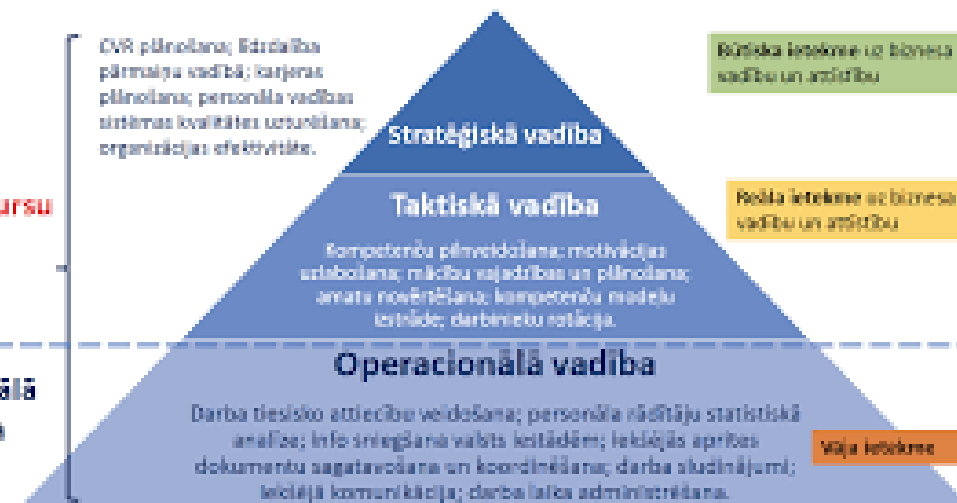 CVR plānošana; līdzdalība
pārmaiņu vadībā; karjeras
plānošana; personāla vadības
sistēmas kvalitātes uzturēšana;
organizācijas efektivitāte.
Stratēģiskā vadība
Būtiska ietekme uz biznesa
vadību un attīstību
ursu
Taktiskā vadība
Kompetenču pilnveidošana; motivācijas
uzlabošana; mācību vajadzības un plānošana;
amatu novērtēšana; kompetenču modeļu
izstrāde; darbinieku rotācija.
Reāla ietekme uz biznesa
vadību un attīstību
Operacionālā vadība
ālā
Darba tiesisko attiecību veidošana; personāla rādītāju statistiskā
analīze; info sniegšana valsts iestādēm; iekšējās aprites
dokumentu sagatavošana un koordinēšana; darba sludinājumi;
iekšējā komunikācija; darba laika administrēšana.
Vāja ietekme